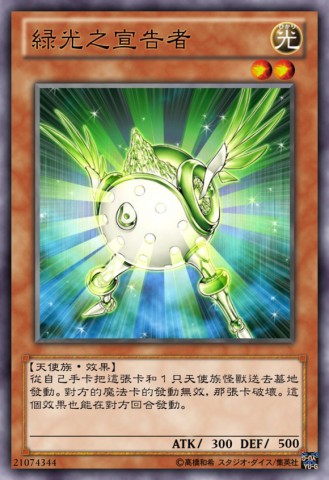 緑光之宣告者
光
【天使族·效果】
從自己手卡把這張卡和1只天使族怪獸送去墓地
發動。對方的魔法卡的發動無效,那張卡破壞。這
個效果也能在對方回合發動。
ATK/ 300 DEF/ 500
21074344
©高橋和希 スタジオ・ダイス/集英社